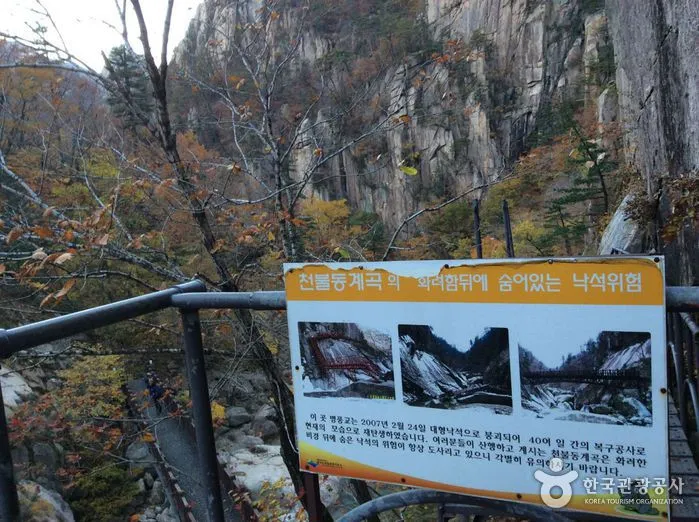 천불동계곡의 화려함뒤에 숨어있는 낙석위험
이 곳 병풍교는 2007년 2월 24일 대형낙석으로 붕괴되어 40여 일 간의 복구공사로
현재의 모습으로 재탄생하였습니다. 여러분들이 산행하고 계시는 천불동계곡은 화려한
비경 뒤에 숨은 낙석의 위험이 항상 도사리고 있으니 각별히 유의 바랍니다.
한국관광공사
KOREA TOURISM ORGANIZATION